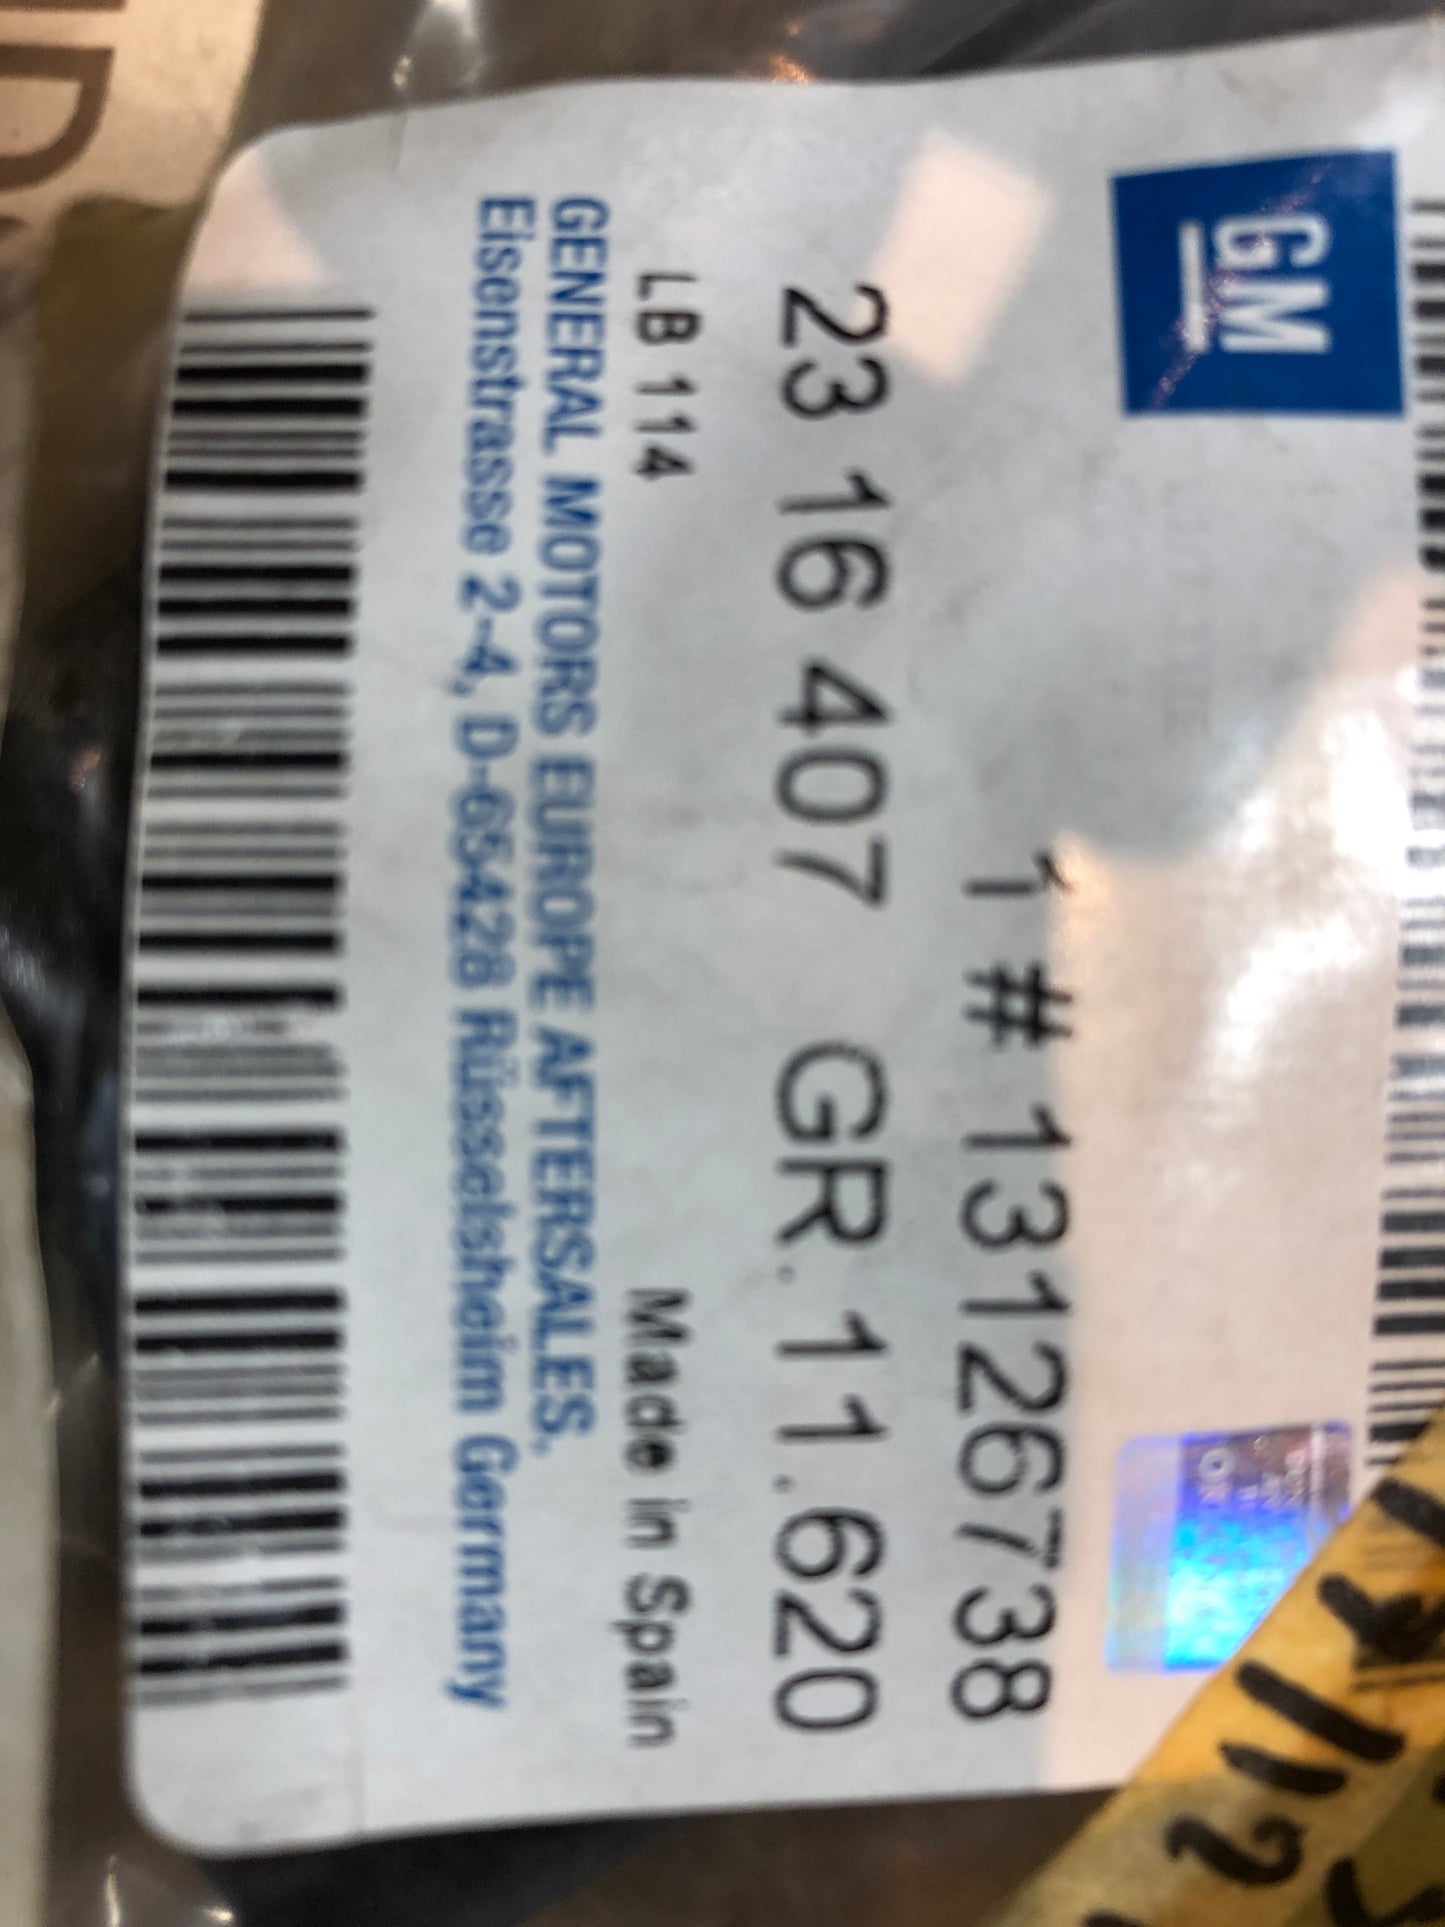 GM
1 # 13126738
23 16 407 GR. 11.620
LB 114 Made in Spain
GENERAL MOTORS EUROPE AFTERSALES.
Eisenstrasse 2-4, D-65428 Rüsselsheim Germany